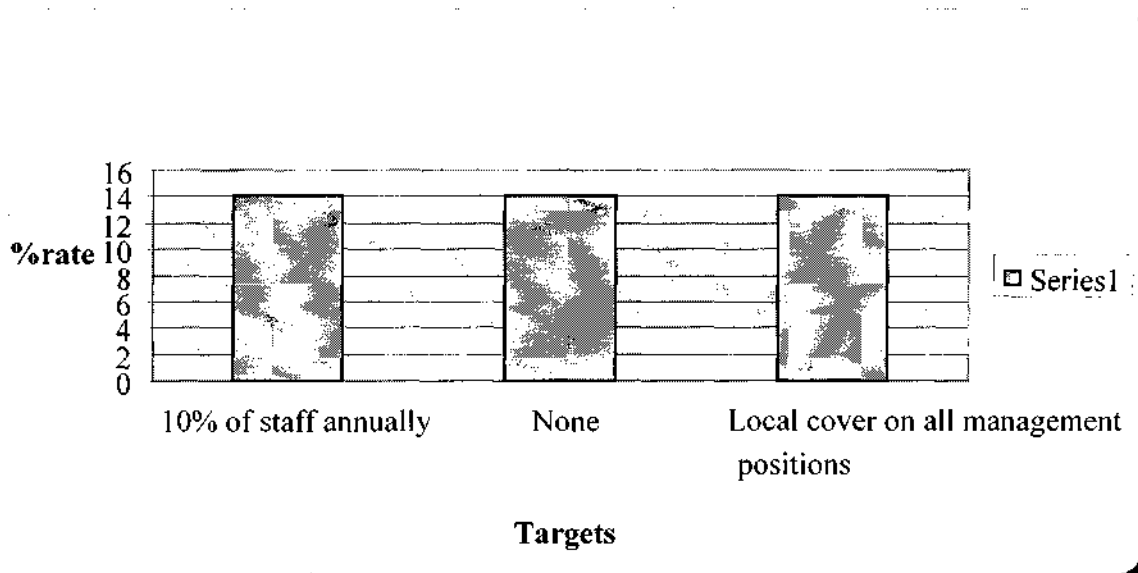 16
14
12
%rate 10
8
6
4
2
0
Series1
10% of staff annually None Local cover on all management
positions
Targets